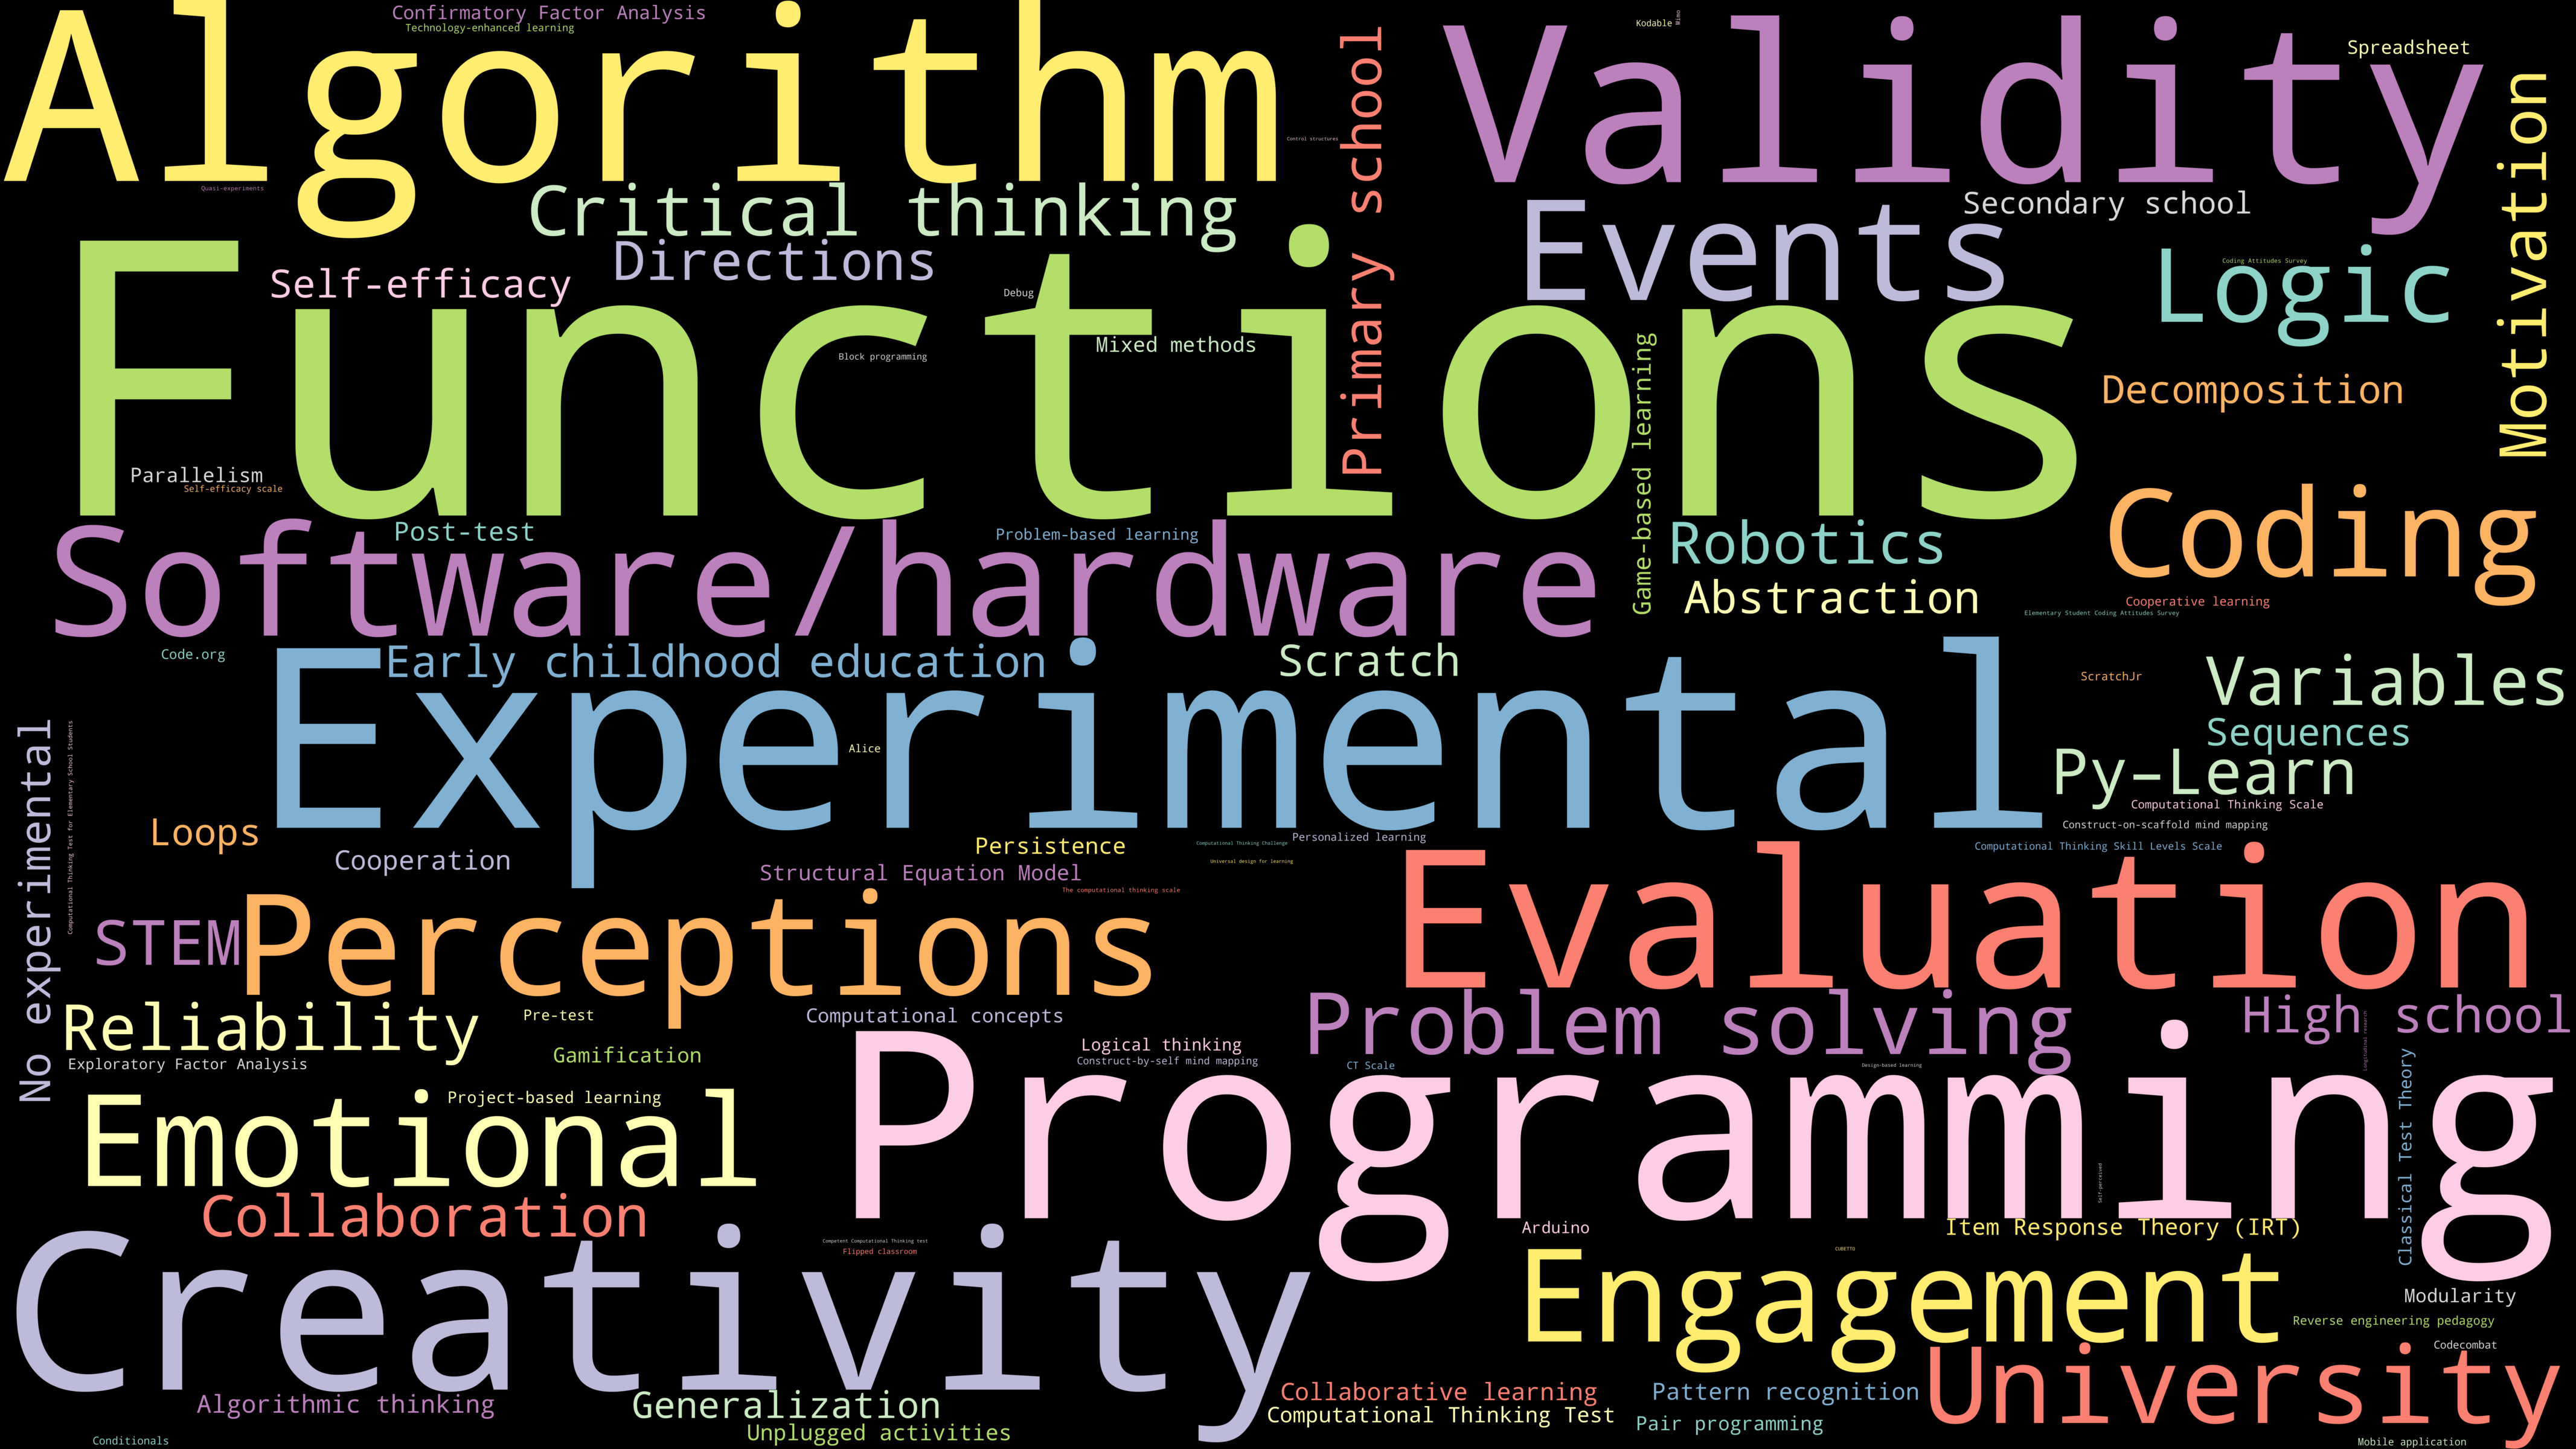 Algorithm
Confirmatory Factor Analysis
Technology-enhanced learning
Control structures
Primary school
Validity
Kodable
Mimo
Spreadsheet
Motivation
Quasi-experiments
Critical thinking
Directions
Self-efficacy
Events
Secondary school
Logic
Coding Attitudes Survey
Functions
Debug
Block programming
Mixed methods
Game-based learning
Decomposition
Parallelism
Self-efficacy scale
Software/hardware
Post-test
Problem-based learning
Robotics
Abstraction
Coding
Cooperative learning
Elementary Student Coding Attitudes Survey
Code.org
Early childhood education
Scratch
Experimental
ScratchJr
Variables
Sequences
Py–Learn
Alice
No experimental
Computational Thinking Test for Elementary School Students
Computational Thinking Scale
Construct-on-scaffold mind mapping
Computational Thinking Skill Levels Scale
Loops
Cooperation
Persistence
Computational Thinking Challenge
Personalized learning
Universal design for learning
Structural Equation Model
The computational thinking scale
Evaluation
STEM
Perceptions
Reliability
Pre-test
Computational concepts
Problem solving
High school
Longitudinal research
Exploratory Factor Analysis
Gamification
Logical thinking
Construct-by-self mind mapping
CT Scale
Design-based learning
Programming
Classical Test Theory
Self-perceived
Emotional
Project-based learning
Collaboration
Arduino
Item Response Theory (IRT)
Competent Computational Thinking test
Flipped classroom
CUBETTO
Creativity
Engagement
Modularity
Reverse engineering pedagogy
Codecombat
University
Algorithmic thinking
Generalization
Unplugged activities
Collaborative learning
Computational Thinking Test
Pattern recognition
Pair programming
Conditionals
Mobile application